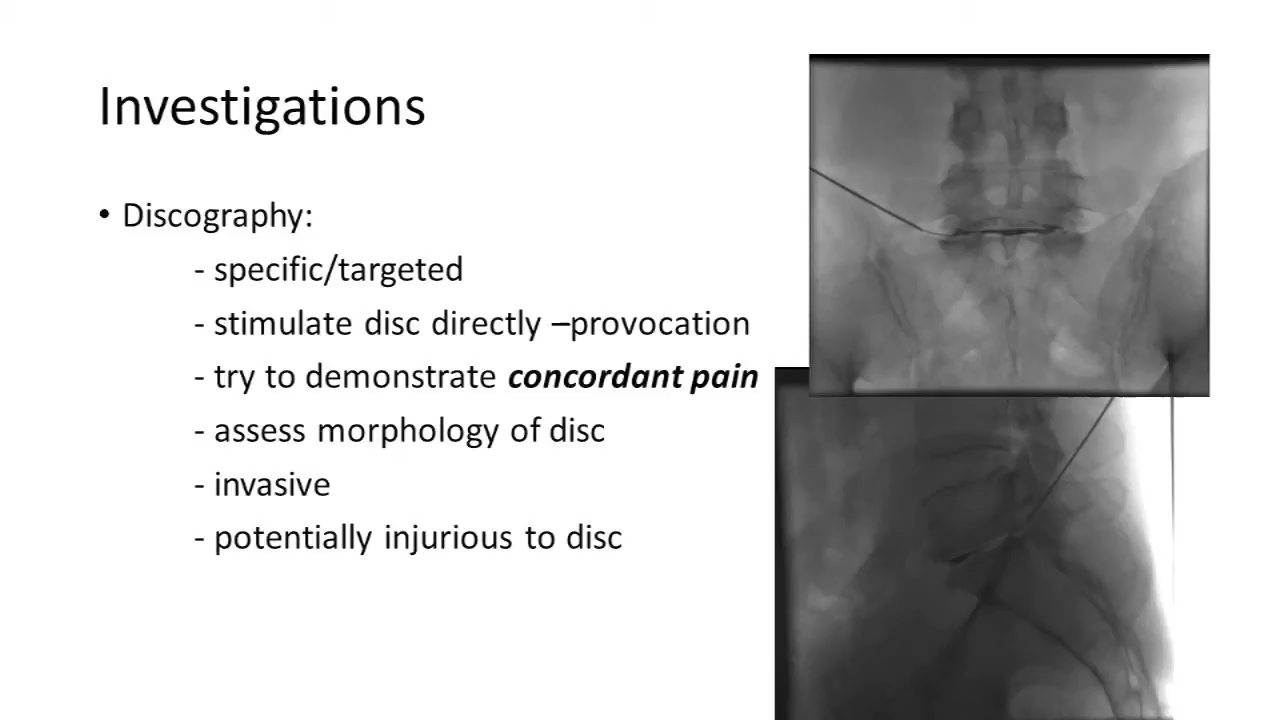 Investigations
• Discography:
- specific/targeted
- stimulate disc directly –provocation
- try to demonstrate concordant pain
- assess morphology of disc
- invasive
- potentially injurious to disc